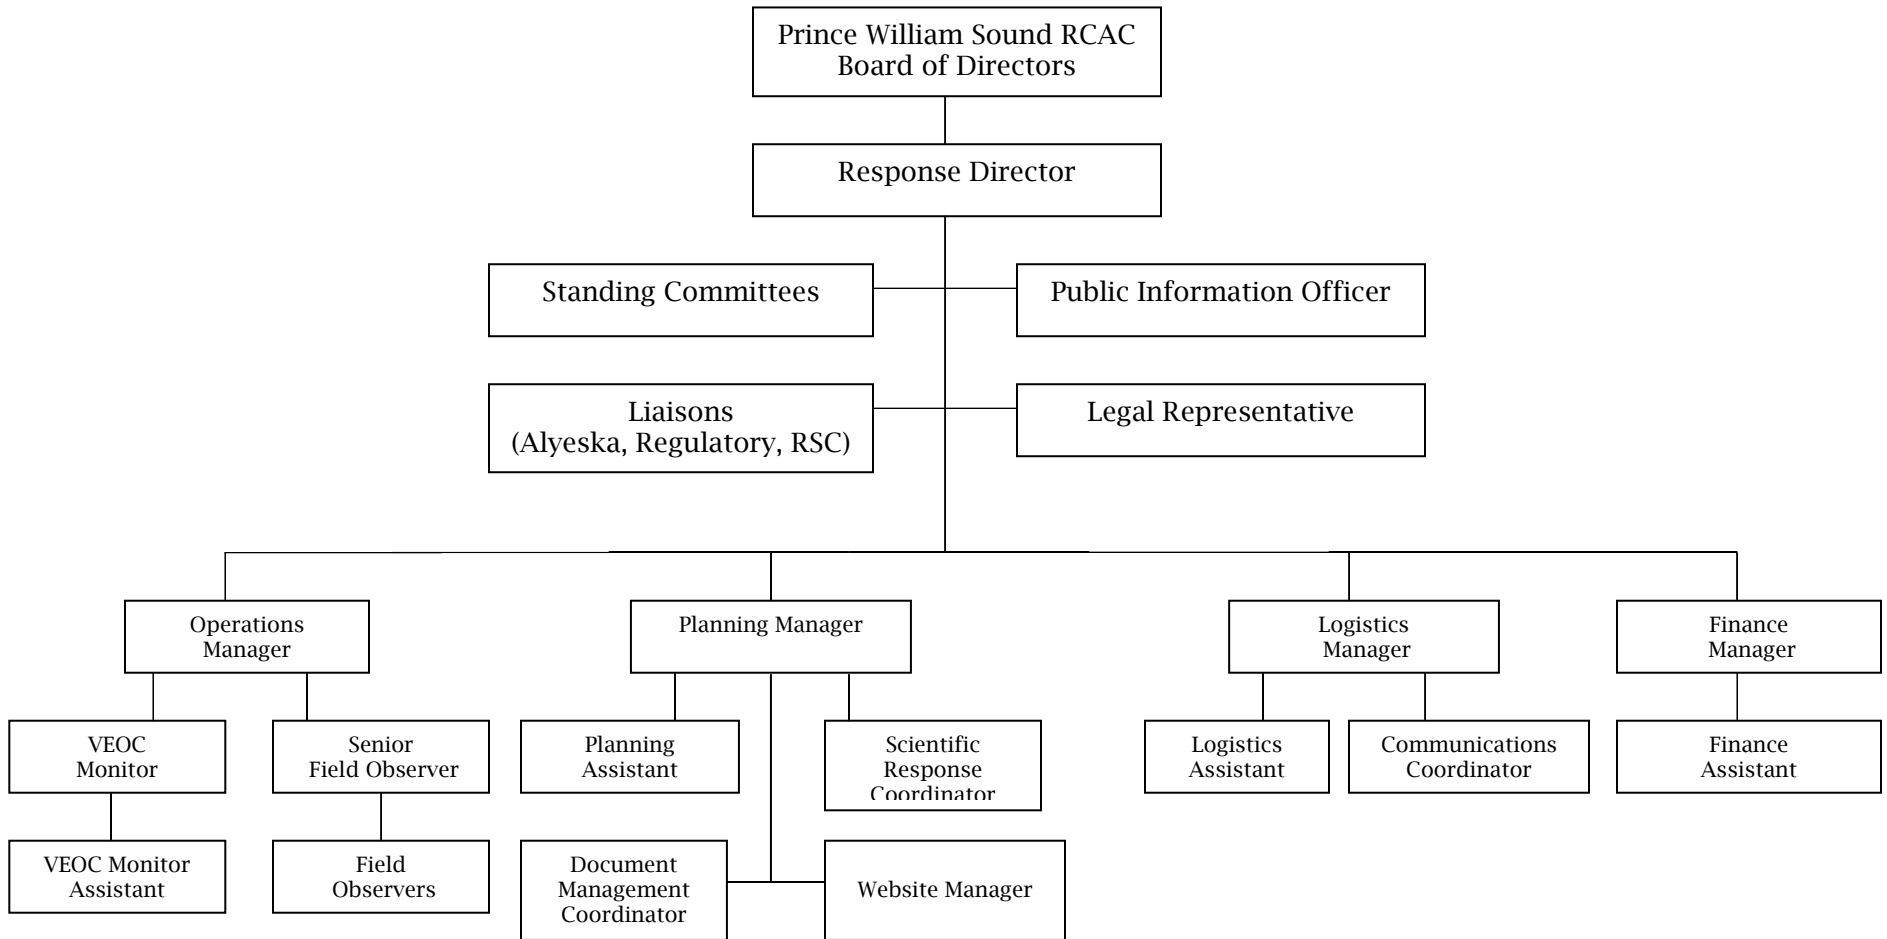 Prince William Sound RCAC
Board of Directors
Response Director
Standing Committees
Public Information Officer
Liaisons
(Alyeska, Regulatory, RSC)
Legal Representative
Operations
Manager
Planning Manager
Logistics
Manager
Finance
Manager
VEOC
Monitor
Senior
Field Observer
Planning
Assistant
Scientific
Response
Coordinator
Logistics
Assistant
Communications
Coordinator
Finance
Assistant
VEOC Monitor
Assistant
Field
Observers
Document
Management
Coordinator
Website Manager